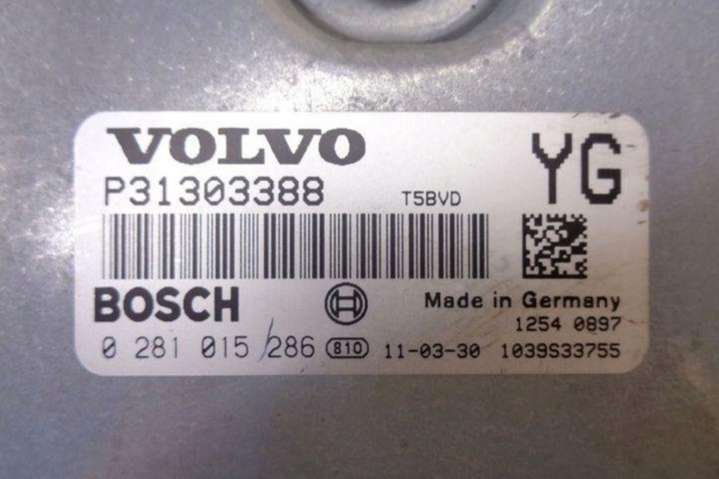 VOLVO
YG
P31303388 T5BVD
BOSCH Made in Germany
1254 0897
0 281 015 286 810 11-03-30 1039S33755